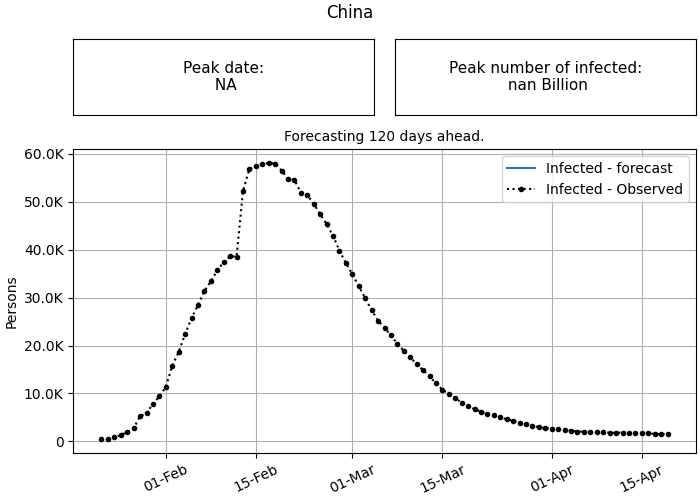 China
Peak date:
NA
Peak number of infected:
nan Billion
Forecasting 120 days ahead.
Infected - forecast
Infected - Observed
Persons
60.0K
50.0K
40.0K
30.0K
20.0K
10.0K
0
01-Feb
15-Feb
01-Mar
15-Mar
01-Apr
15-Apr